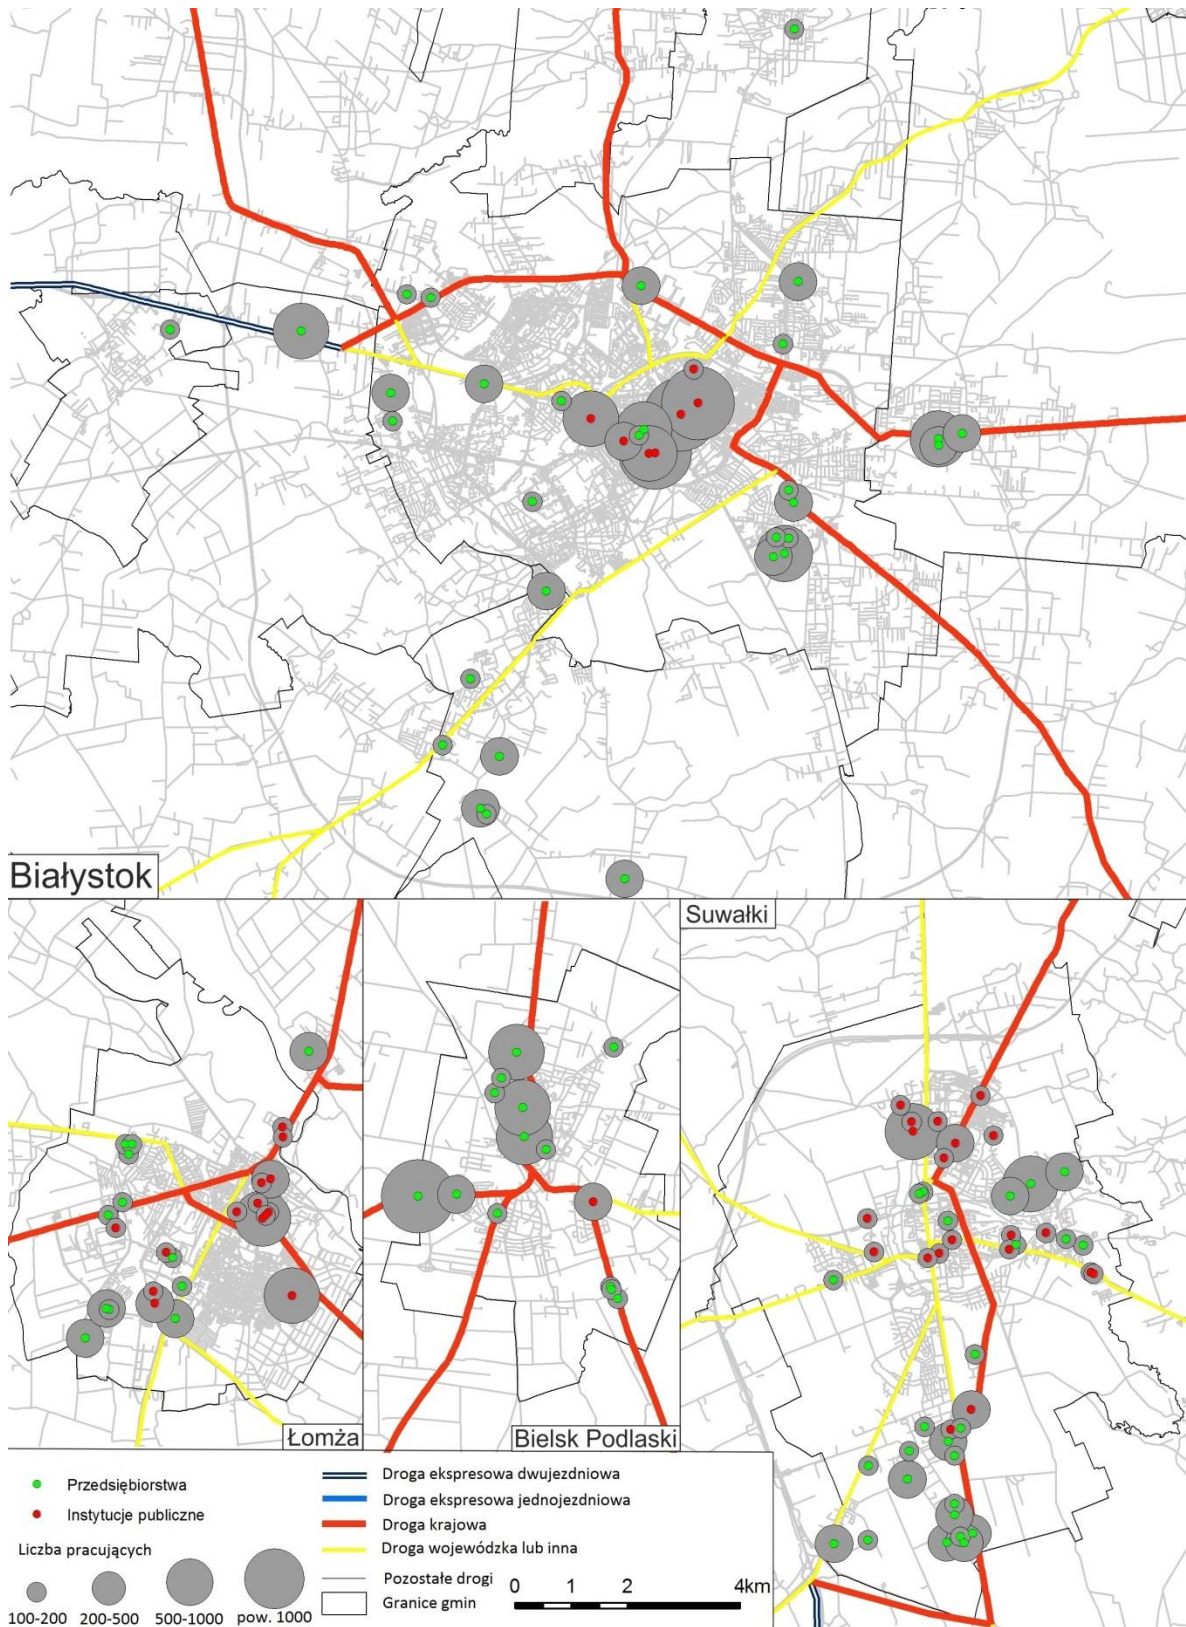 Białystok
Suwałki
Łomża
Bielsk Podlaski
Przedsiębiorstwa
Instytucje publiczne
Liczba pracujących
100-200
200-500
500-1000
pow. 1000
Droga ekspresowa dwujezdniowa
Droga ekspresowa jednojezdniowa
Droga krajowa
Droga wojewódzka lub inna
Pozostałe drogi
Granice gmin
0 1 2 4km